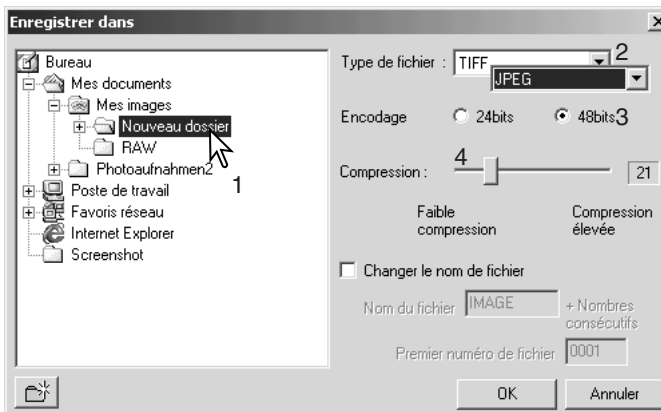 Enregistrer dans
Bureau
Mes documents
Mes images
Nouveau dossier
RAW
Photoaufnahmen2
Poste de travail
Favoris réseau
Internet Explorer
Screenshot
1
Type de fichier : TIFF 2
JPEG
Encodage 24bits 48bits 3
4
Compression : 21
Faible compression
Compression élevée
Changer le nom de fichier
Nom du fichier IMAGE + Nombres consécutifs
Premier numéro de fichier 0001
OK Annuler